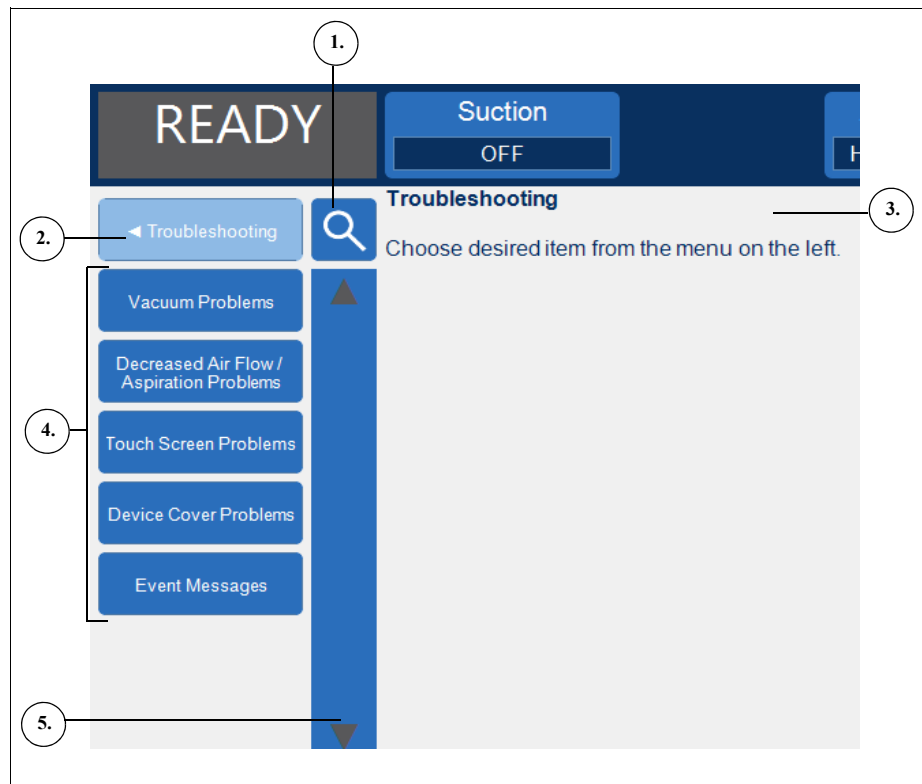 1.
READY
Suction
OFF
H
2.
◄ Troubleshooting
Troubleshooting
3.
Choose desired item from the menu on the left.
4.
Vacuum Problems
Decreased Air Flow /
Aspiration Problems
Touch Screen Problems
Device Cover Problems
Event Messages
5.